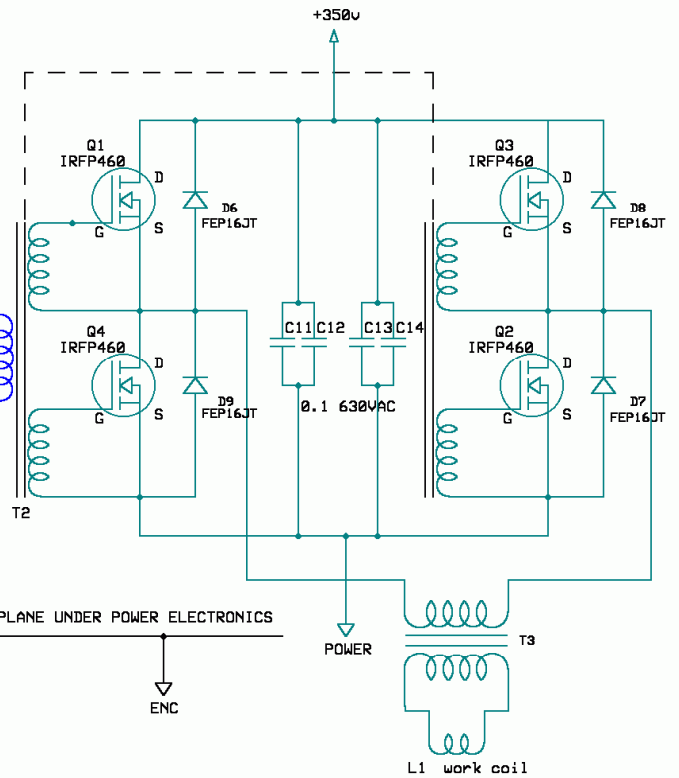 +350v
Q1
IRFP460
D
G
S
D6
FEP16JT
Q3
IRFP460
D
G
S
D8
FEP16JT
Q4
IRFP460
D
G
S
D9
FEP16JT
C11 C12 C13 C14
0.1 630VAC
Q2
IRFP460
D
G
S
D7
FEP16JT
T2
PLANE UNDER POWER ELECTRONICS
ENC
POWER
T3
L1 work coil